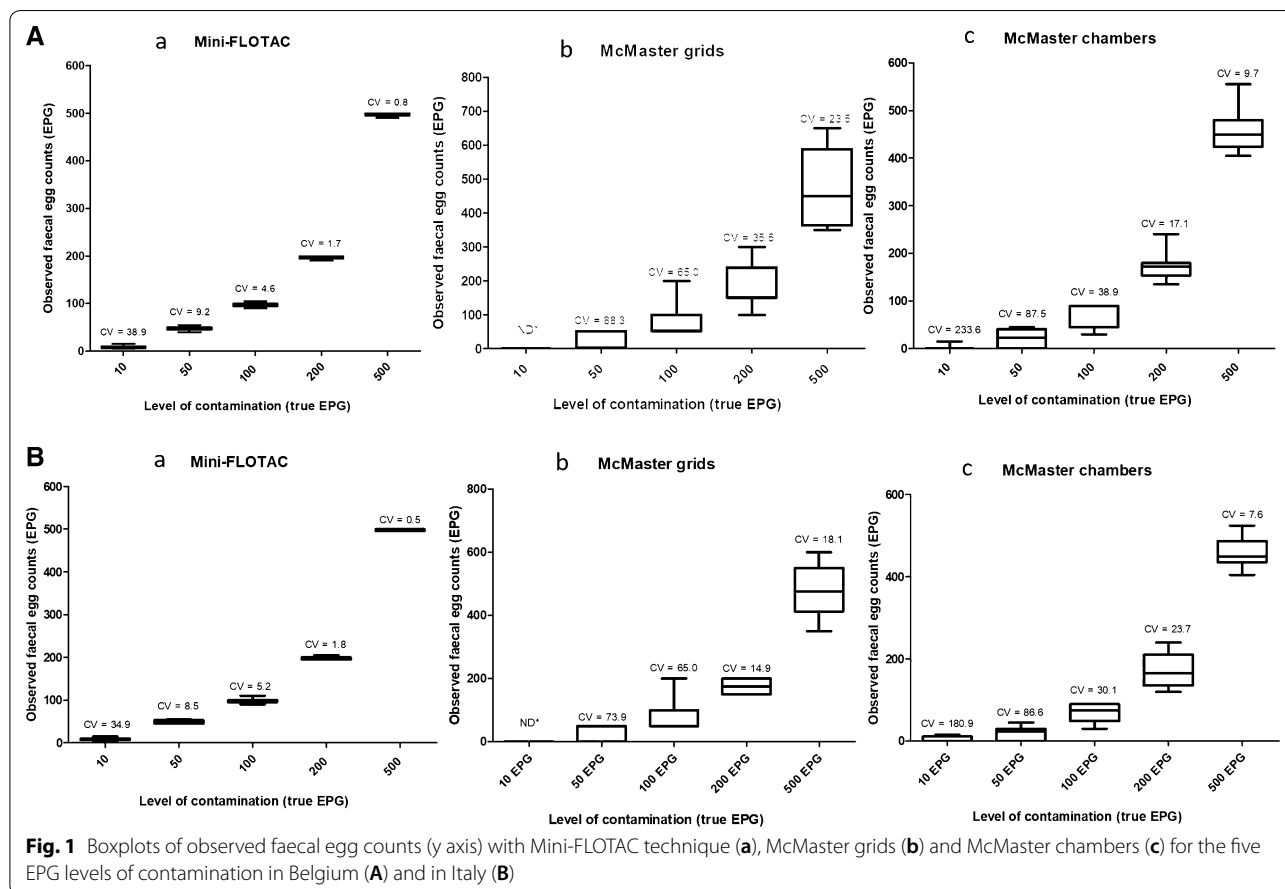 A
a Mini-FLOTAC
Observed faecal egg counts (EPG)
600
500
400
300
200
100
0
CV = 38.9
CV = 9.2
CV = 4.6
CV = 1.7
CV = 0.8
10 50 100 200 500
Level of contamination (true EPG)
b McMaster grids
Observed faecal egg counts (EPG)
800
700
600
500
400
300
200
100
0
ND*
CV = 88.3
CV = 65.0
CV = 35.5
CV = 23.5
10 50 100 200 500
Level of contamination (true EPG)
c McMaster chambers
Observed faecal egg counts (EPG)
600
500
400
300
200
100
0
CV = 233.6
CV = 87.5
CV = 38.9
CV = 17.1
CV = 9.7
10 50 100 200 500
Level of contamination (true EPG)
B
a Mini-FLOTAC
Observed faecal egg counts (EPG)
600
500
400
300
200
100
0
CV = 34.9
CV = 8.5
CV = 5.2
CV = 1.8
CV = 0.5
10 50 100 200 500
Level of contamination (true EPG)
b McMaster grids
Observed faecal egg counts (EPG)
800
600
400
200
0
ND*
CV = 73.9
CV = 65.0
CV = 14.9
CV = 18.1
10 EPG 50 EPG 100 EPG 200 EPG 500 EPG
Level of contamination (true EPG)
c McMaster chambers
Observed faecal egg counts (EPG)
600
400
200
0
CV = 180.9
CV = 86.6
CV = 30.1
CV = 23.7
CV = 7.6
10 EPG 50 EPG 100 EPG 200 EPG 500 EPG
Level of contamination (true EPG)
Fig. 1 Boxplots of observed faecal egg counts (y axis) with Mini-FLOTAC technique (a), McMaster grids (b) and McMaster chambers (c) for the five
EPG levels of contamination in Belgium (A) and in Italy (B)